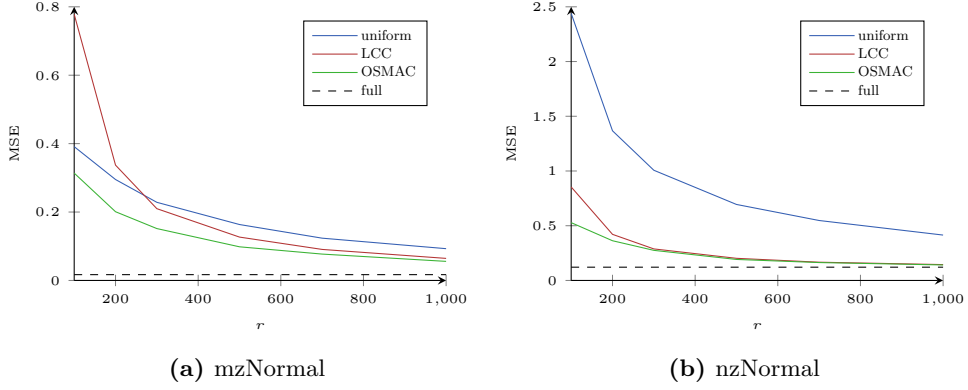 0.8
0.6
0.4
0.2
0
MSE
200
400
600
800
1,000
r
uniform
LCC
OSMAC
full
(a) mzNormal
2.5
2
1.5
1
0.5
0
MSE
200
400
600
800
1,000
r
uniform
LCC
OSMAC
full
(b) nzNormal